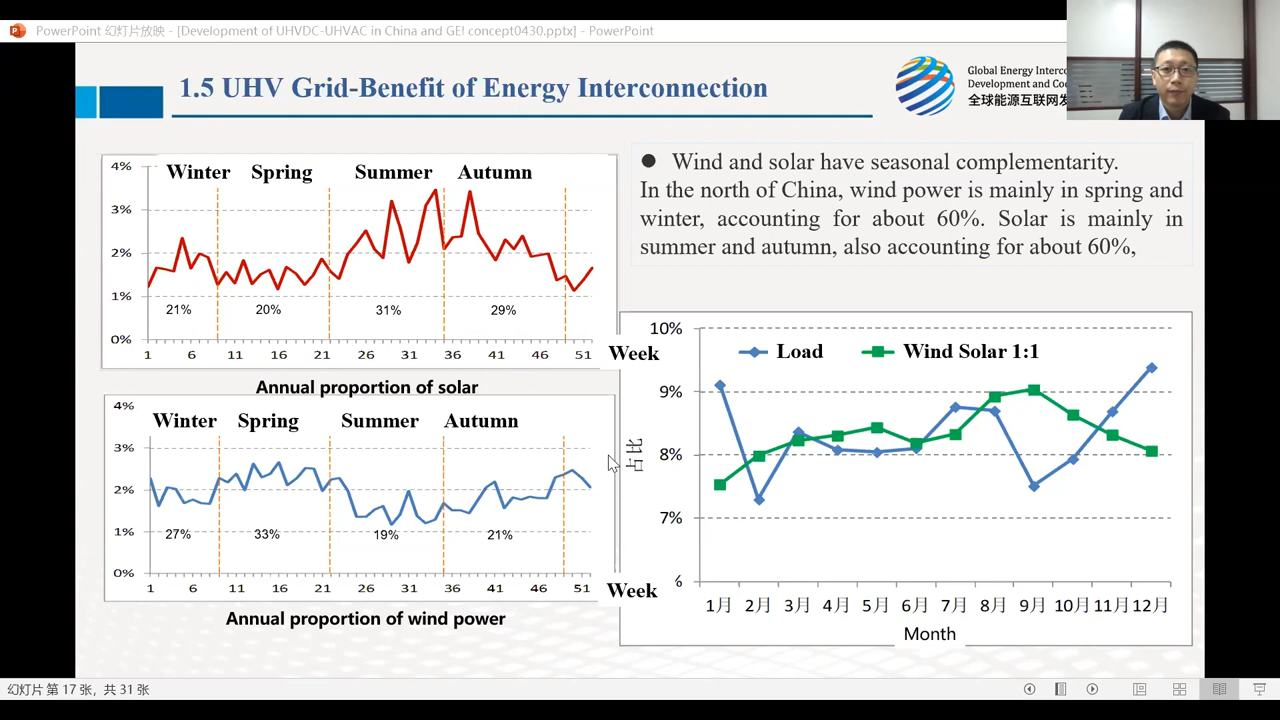 PowerPoint 幻灯片放映 - [Development of UHVDC-UHVAC in China and GEI concept0430.pptx] - PowerPoint
1.5 UHV Grid-Benefit of Energy Interconnection
Global Energy Interco
Development and Coo
全球能源互联网发
4%
Winter Spring Summer Autumn
3%
2%
1%
21% 20% 31% 29%
0%
1 6 11 16 21 26 31 36 41 46 51
Week
Annual proportion of solar
4%
Winter Spring Summer Autumn
3%
2%
1%
27% 33% 19% 21%
0%
1 6 11 16 21 26 31 36 41 46 51
Week
Annual proportion of wind power
● Wind and solar have seasonal complementarity.
In the north of China, wind power is mainly in spring and
winter, accounting for about 60%. Solar is mainly in
summer and autumn, also accounting for about 60%,
10%
Load Wind Solar 1:1
9%
占比
8%
7%
%
1月 2月 3月 4月 5月 6月 7月 8月 9月 10月 11月 12月
Month
幻灯片 第 17 张，共 31 张